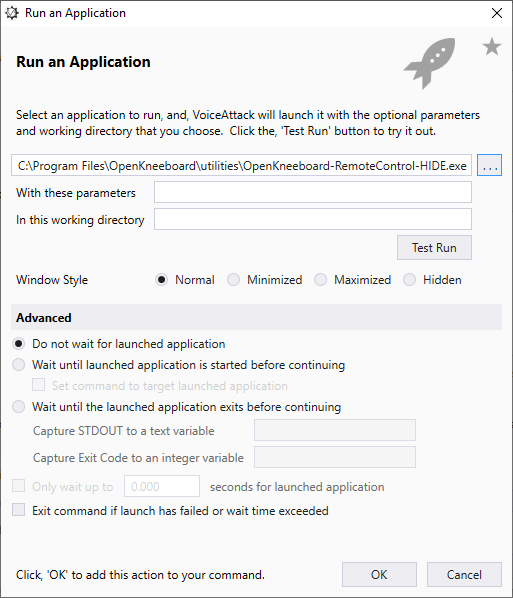 Run an Application
Run an Application
Select an application to run, and, VoiceAttack will launch it with the optional parameters
and working directory that you choose. Click the, 'Test Run' button to try it out.
C:\Program Files\OpenKneeboard\utilities\OpenKneeboard-RemoteControl-HIDE.exe ...
With these parameters
In this working directory
Test Run
Window Style Normal Minimized Maximized Hidden
Advanced
Do not wait for launched application
Wait until launched application is started before continuing
Set command to target launched application
Wait until the launched application exits before continuing
Capture STDOUT to a text variable
Capture Exit Code to an integer variable
Only wait up to 0.000 seconds for launched application
Exit command if launch has failed or wait time exceeded
Click, 'OK' to add this action to your command. OK Cancel